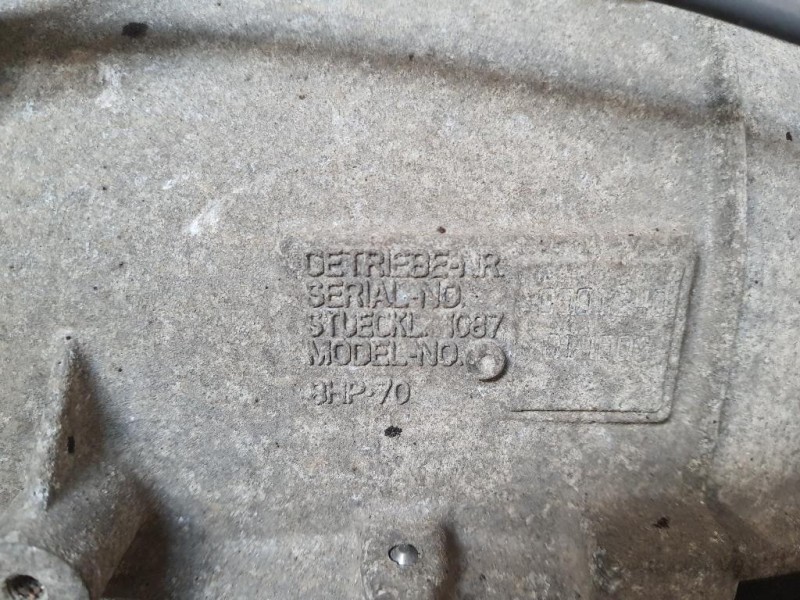 GETRIEBE-NR.
SERIAL-NO.
STUECKL. 1087
MODEL-NO.
8HP-70